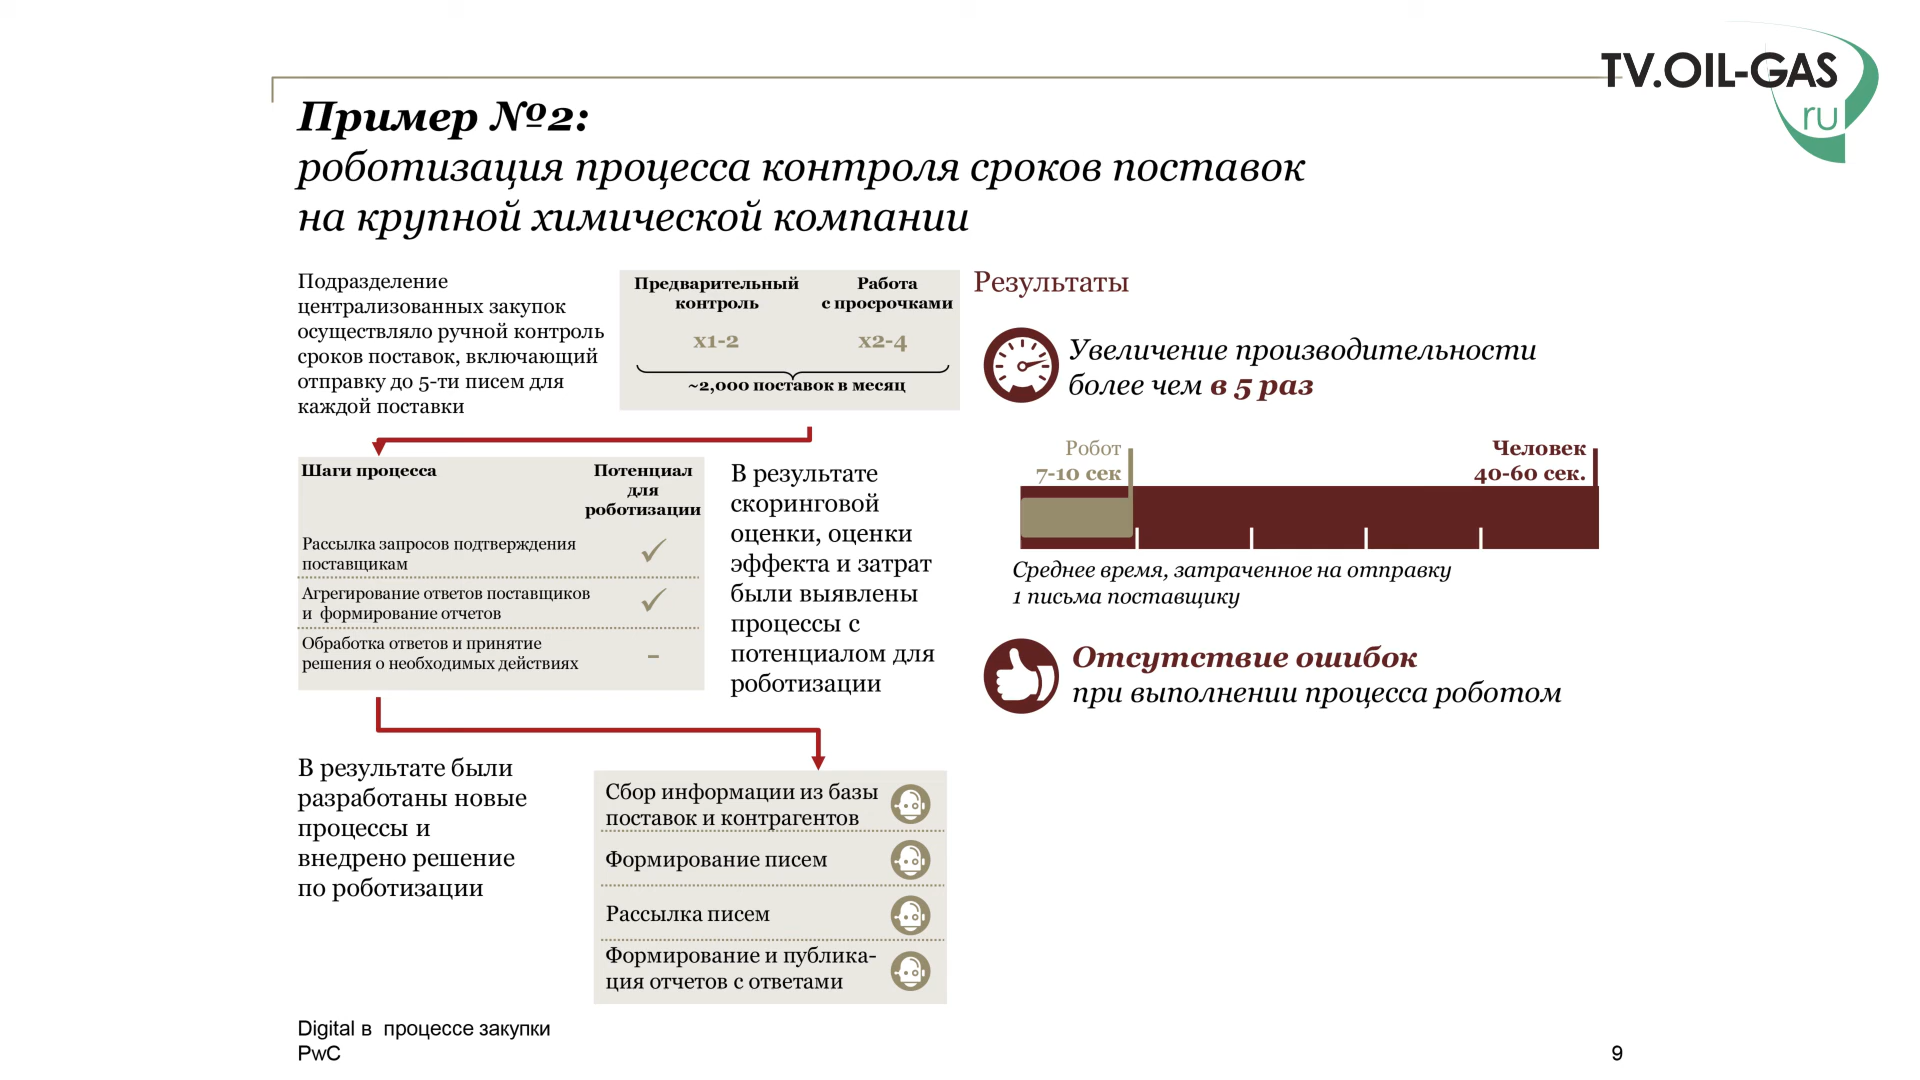 TV.OIL-GAS
ru
Пример №2:
роботизация процесса контроля сроков поставок
на крупной химической компании
Подразделение
централизованных закупок
осуществляло ручной контроль
сроков поставок, включающий
отправку до 5-ти писем для
каждой поставки
Предварительный
контроль
Работа
с просрочками
x1-2
x2-4
~2,000 поставок в месяц
Шаги процесса
Потенциал
для
роботизации
Рассылка запросов подтверждения
поставщикам
Агрегирование ответов поставщиков
и формирование отчетов
Обработка ответов и принятие
решения о необходимых действиях
–
В результате
скоринговой
оценки, оценки
эффекта и затрат
были выявлены
процессы с
потенциалом для
роботизации
В результате были
разработаны новые
процессы и
внедрено решение
по роботизации
Сбор информации из базы
поставок и контрагентов
Формирование писем
Рассылка писем
Формирование и публика-
ция отчетов с ответами
Результаты
Увеличение производительности
более чем в 5 раз
Робот
7-10 сек
Человек
40-60 сек.
Среднее время, затраченное на отправку
1 письма поставщику
Отсутствие ошибок
при выполнении процесса роботом
Digital в процессе закупки
PwC
9